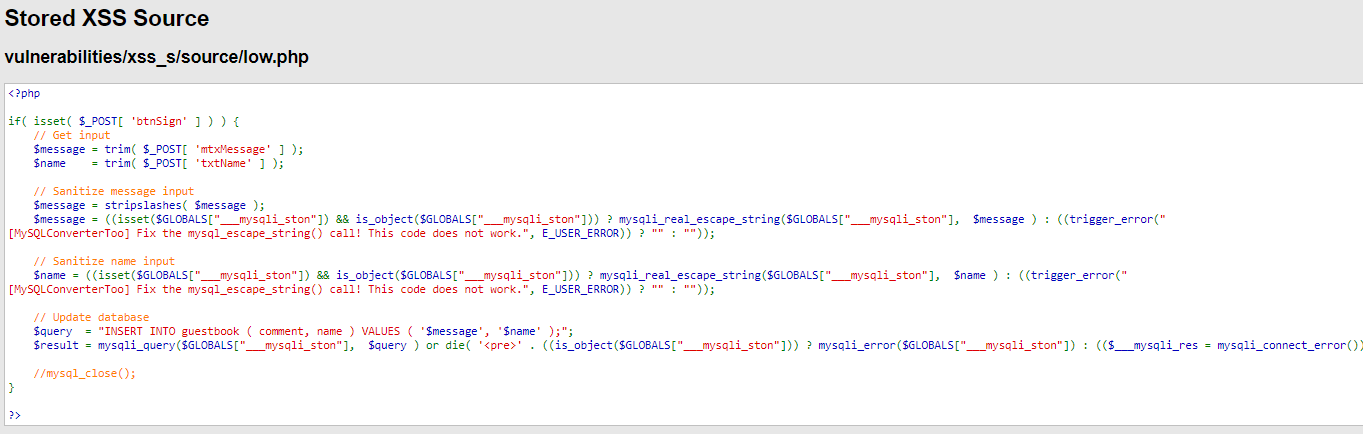 Stored XSS Source
vulnerabilities/xss_s/source/low.php
<?php
if( isset( $_POST[ 'btnSign' ] ) ) {
// Get input
$message = trim( $_POST[ 'mtxMessage' ] );
$name    = trim( $_POST[ 'txtName' ] );
// Sanitize message input
$message = stripslashes( $message );
$message = ((isset($GLOBALS["___mysqli_ston"]) && is_object($GLOBALS["___mysqli_ston"])) ? mysqli_real_escape_string($GLOBALS["___mysqli_ston"],  $message ) : ((trigger_error("
[MySQLConverterToo] Fix the mysql_escape_string() call! This code does not work.", E_USER_ERROR)) ? "" : ""));
// Sanitize name input
$name = ((isset($GLOBALS["___mysqli_ston"]) && is_object($GLOBALS["___mysqli_ston"])) ? mysqli_real_escape_string($GLOBALS["___mysqli_ston"],  $name ) : ((trigger_error("
[MySQLConverterToo] Fix the mysql_escape_string() call! This code does not work.", E_USER_ERROR)) ? "" : ""));
// Update database
$query  = "INSERT INTO guestbook ( comment, name ) VALUES ( '$message', '$name' );";
$result = mysqli_query($GLOBALS["___mysqli_ston"],  $query ) or die( '<pre>' . ((is_object($GLOBALS["___mysqli_ston"])) ? mysqli_error($GLOBALS["___mysqli_ston"]) : (($___mysqli_res = mysqli_connect_error())
//mysql_close();
}
?>